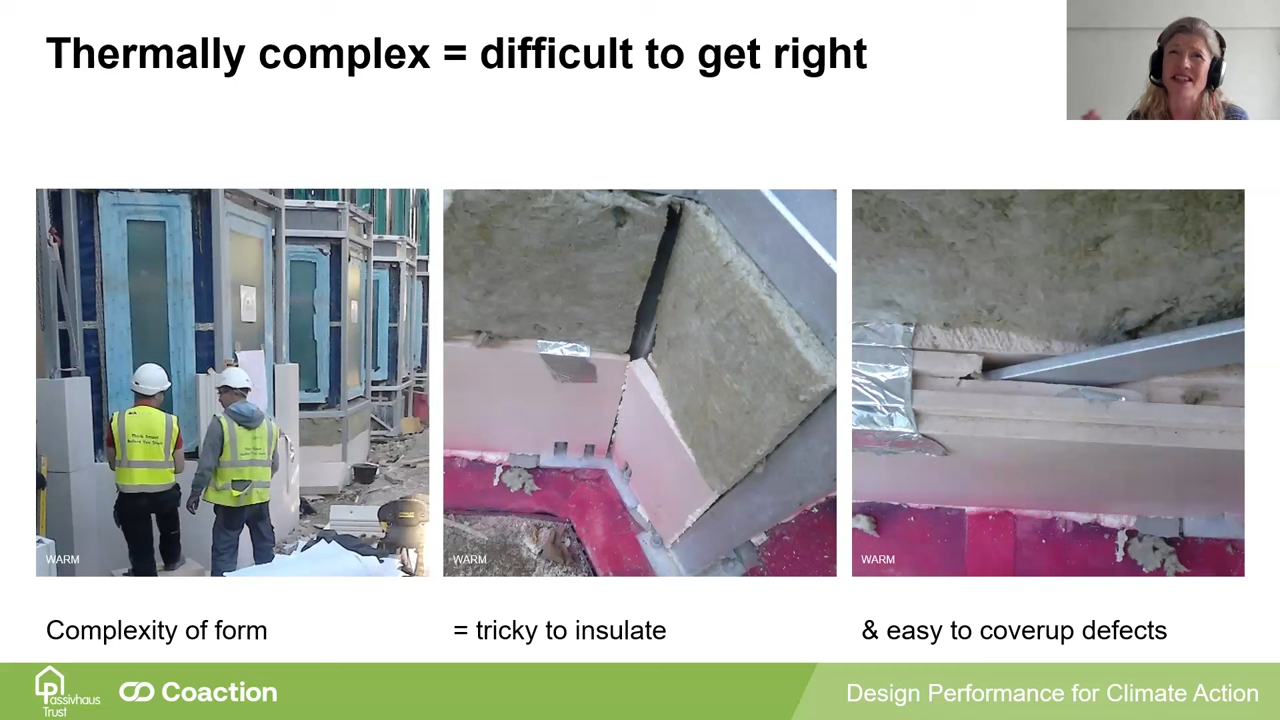 Thermally complex = difficult to get right
WARM
WARM
WARM
Complexity of form
= tricky to insulate
& easy to coverup defects
Passivhaus
Trust
Coaction
Design Performance for Climate Action